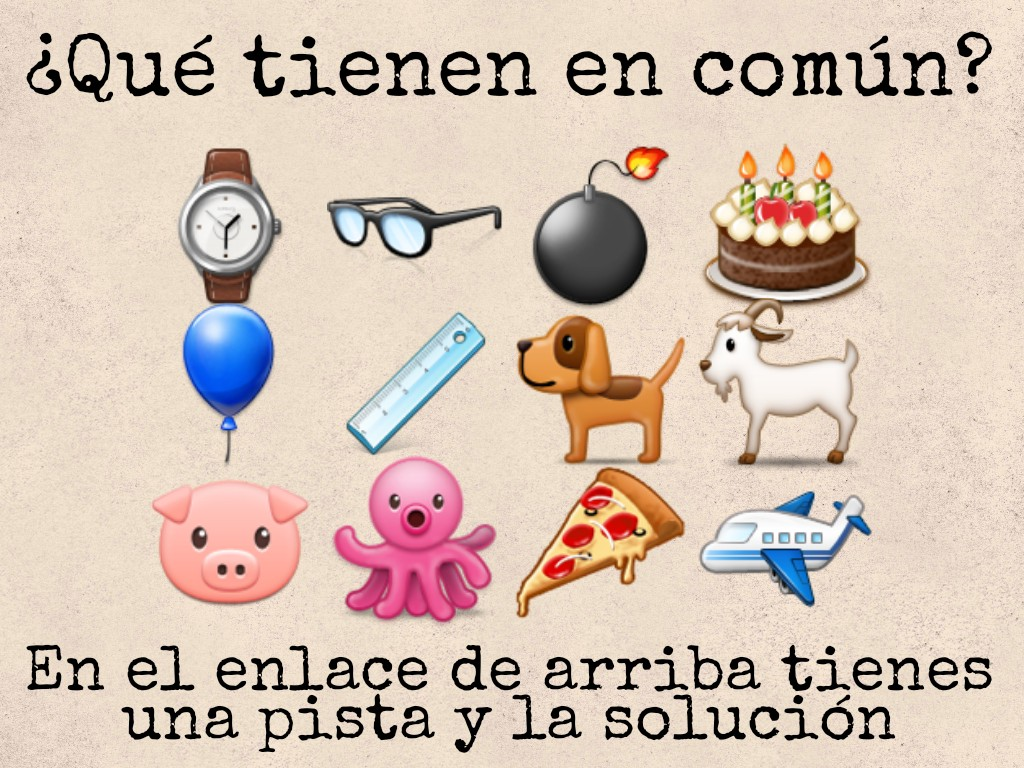 ¿Qué tienen en común?
En el enlace de arriba tienes
una pista y la solución